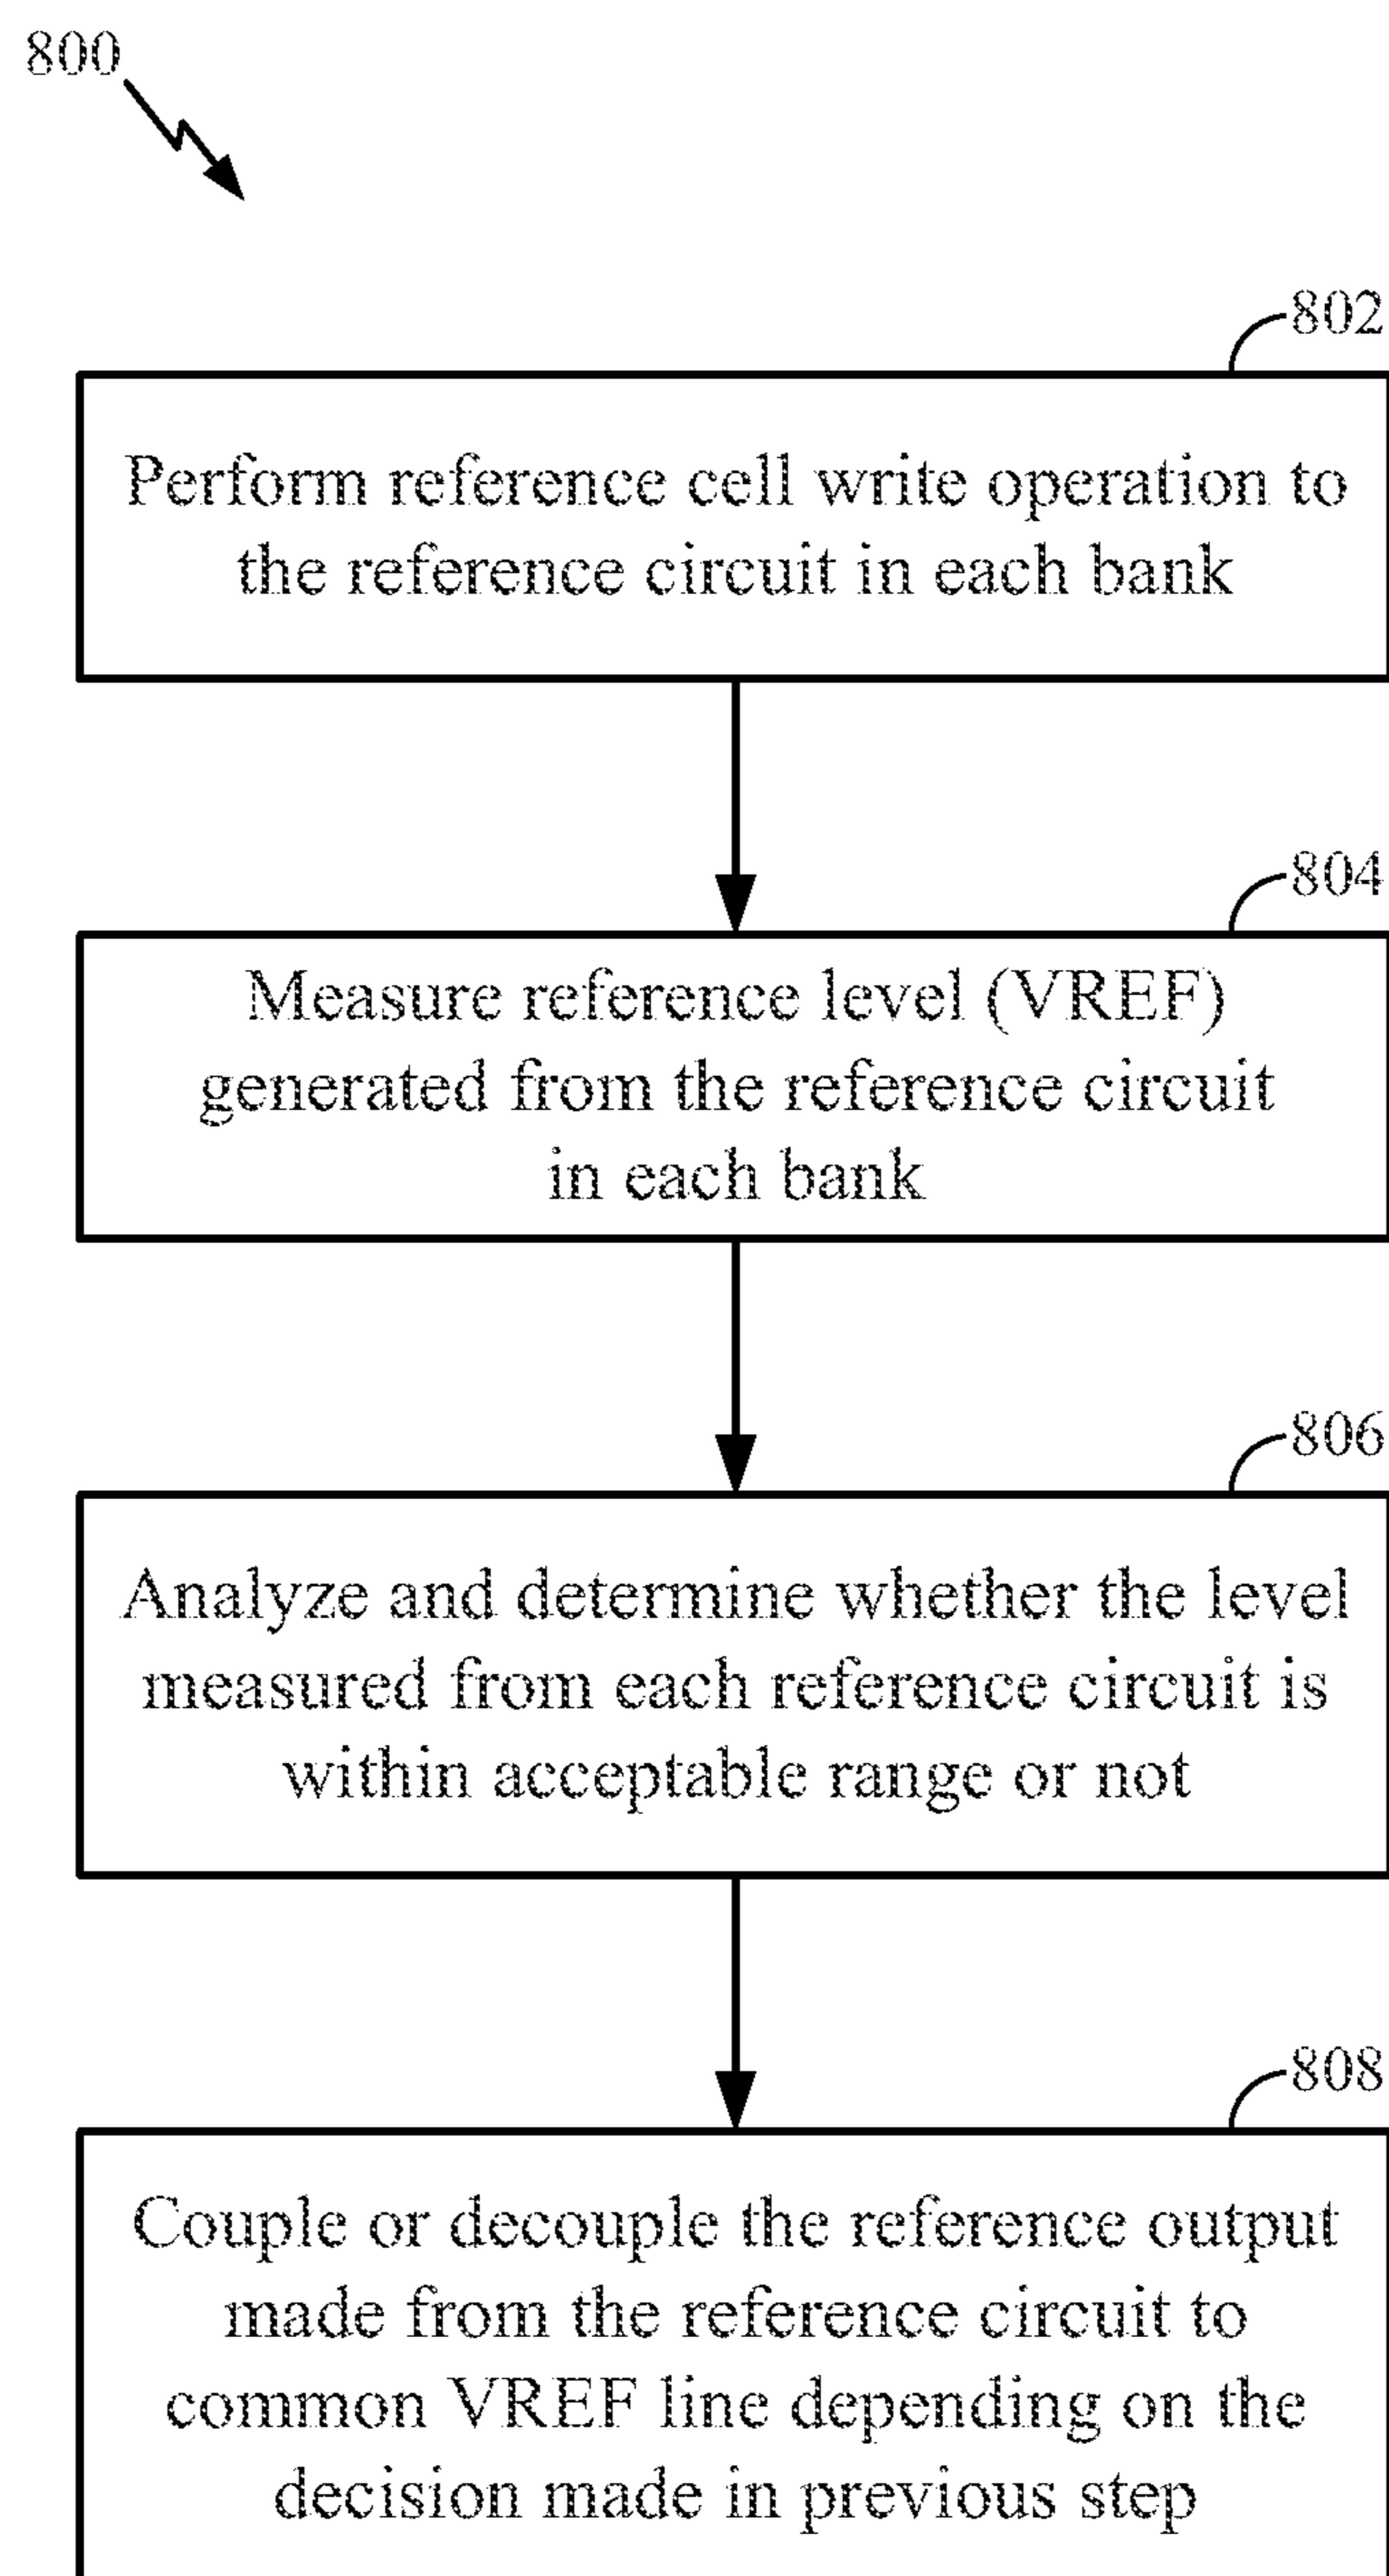 800
802
Perform reference cell write operation to
the reference circuit in each bank
804
Measure reference level (VREF)
generated from the reference circuit
in each bank
806
Analyze and determine whether the level
measured from each reference circuit is
within acceptable range or not
808
Couple or decouple the reference output
made from the reference circuit to
common VREF line depending on the
decision made in previous step